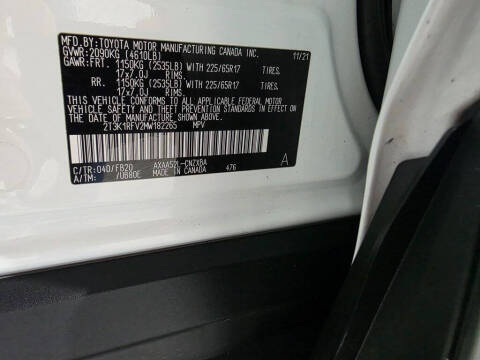 MFD.BY:TOYOTA MOTOR MANUFACTURING CANADA INC. 11/21
GVWR:2090KG (4610LB)
GAWR:FRT. 1150KG (2535LB) WITH 225/65R17 TIRES.
17x7.0J RIMS.
RR. 1150KG (2535LB) WITH 225/65R17 TIRES.
17x7.0J RIMS.
THIS VEHICLE CONFORMS TO ALL APPLICABLE FEDERAL MOTOR
VEHICLE SAFETY AND THEFT PREVENTION STANDARDS IN EFFECT
ON THE DATE OF MANUFACTURE SHOWN ABOVE.
2T3K1RFV2MW182265 MPV
C/TR:040/FB20 AXAA52L-CNZXBA A
A/TM: /UB80E MADE IN CANADA 476